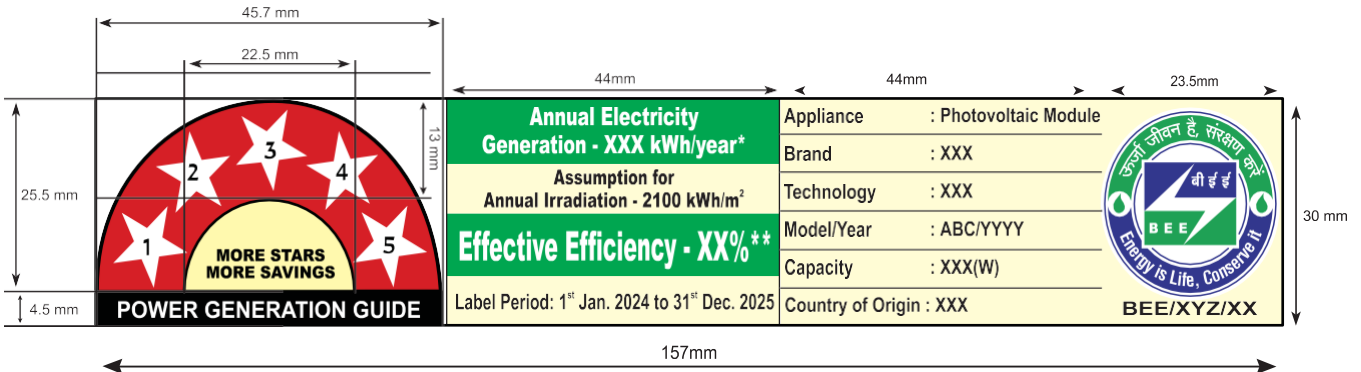 45.7 mm
22.5 mm
44mm
44mm
23.5mm
25.5 mm
4.5 mm
13 mm
30 mm
1
2
3
4
5
MORE STARS
MORE SAVINGS
POWER GENERATION GUIDE
Annual Electricity
Generation - XXX kWh/year*
Assumption for
Annual Irradiation - 2100 kWh/m²
Effective Efficiency - XX%**
Label Period: 1st Jan. 2024 to 31st Dec. 2025
Appliance : Photovoltaic Module
Brand : XXX
Technology : XXX
Model/Year : ABC/YYYY
Capacity : XXX(W)
Country of Origin : XXX
ऊर्जा जीवन है, संरक्षण करें
बी ई ई
BEE
Energy is Life, Conserve it
BEE/XYZ/XX
157mm